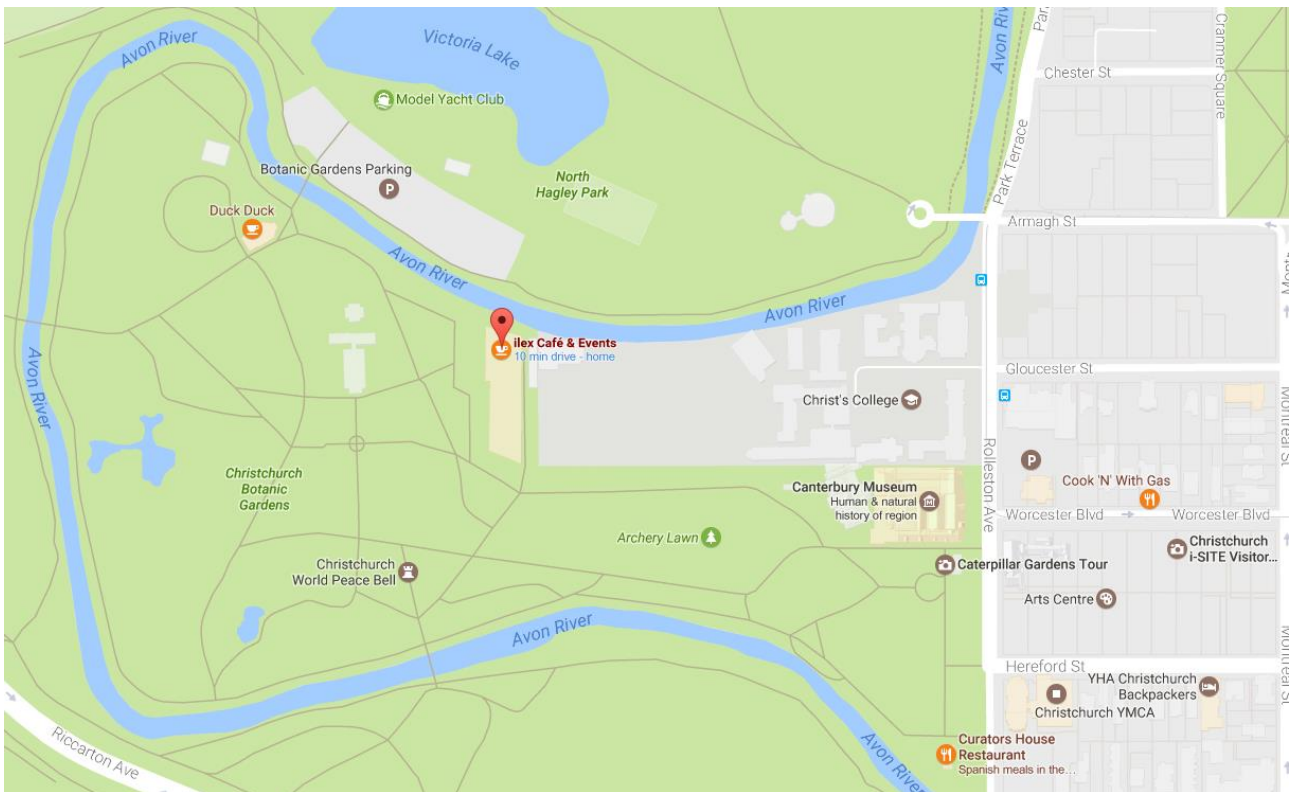 Avon River
Victoria Lake
Avon River
Cranmer Square
Chester St
Model Yacht Club
Park Terrace
Botanic Gardens Parking
P
North
Hagley Park
Duck Duck
Armagh St
Avon River
Avon River
ilex Café & Events
10 min drive - home
Gloucester St
Avon River
Christ's College
Montreal St
Rolleston Ave
P
Christchurch
Botanic
Gardens
Canterbury Museum
Human & natural
history of region
Cook 'N' With Gas
Worcester Blvd
Worcester Blvd
Archery Lawn
Christchurch
i-SITE Visitor...
Christchurch
World Peace Bell
Caterpillar Gardens Tour
Arts Centre
Avon River
Montreal St
Hereford St
YHA Christchurch
Backpackers
Christchurch YMCA
Riccarton Ave
Avon River
Curators House
Restaurant
Spanish meals in the...